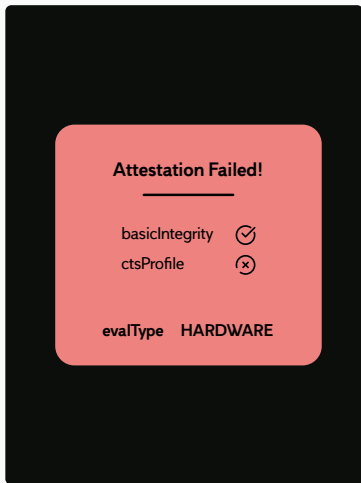 Attestation Failed!
basicIntegrity
ctsProfile
evalType HARDWARE